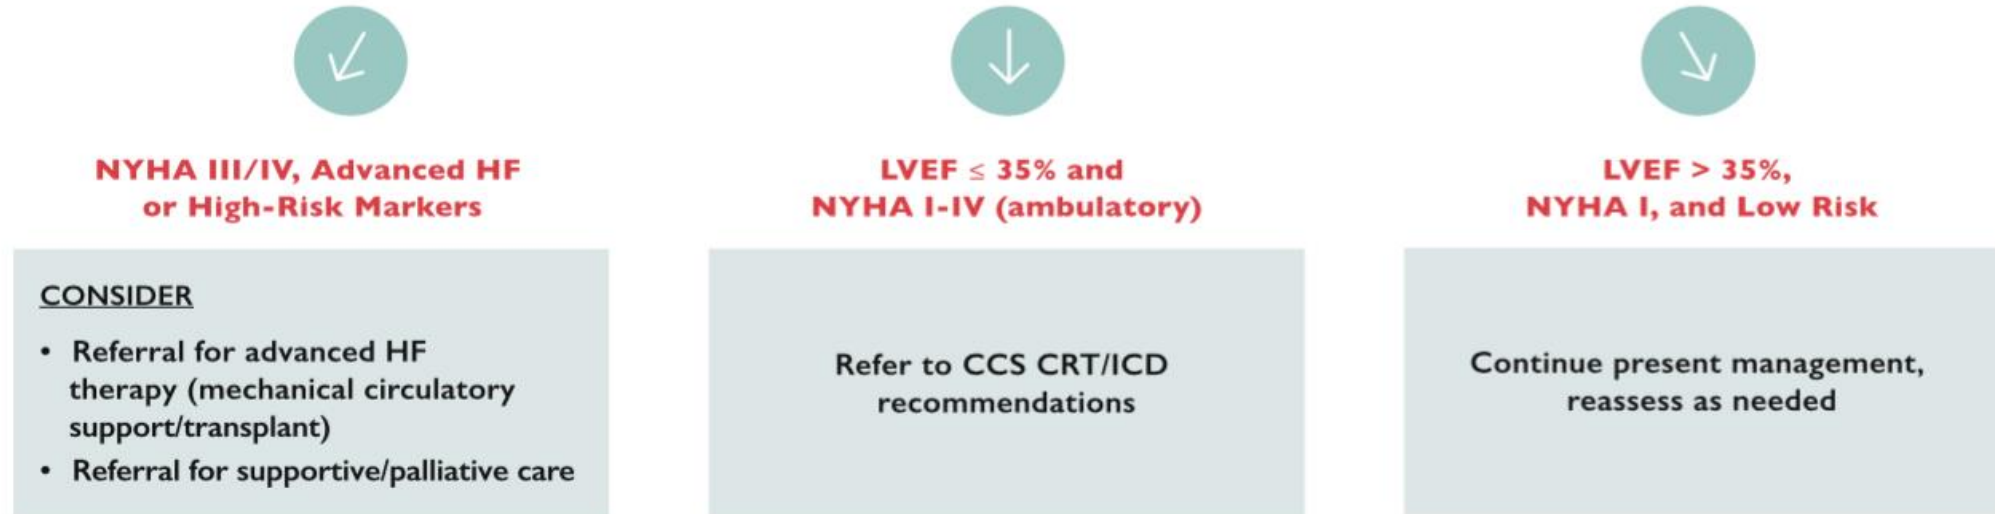 NYHA III/IV, Advanced HF
or High-Risk Markers
CONSIDER
• Referral for advanced HF
therapy (mechanical circulatory
support/transplant)
• Referral for supportive/palliative care
LVEF ≤ 35% and
NYHA I-IV (ambulatory)
Refer to CCS CRT/ICD
recommendations
LVEF > 35%,
NYHA I, and Low Risk
Continue present management,
reassess as needed